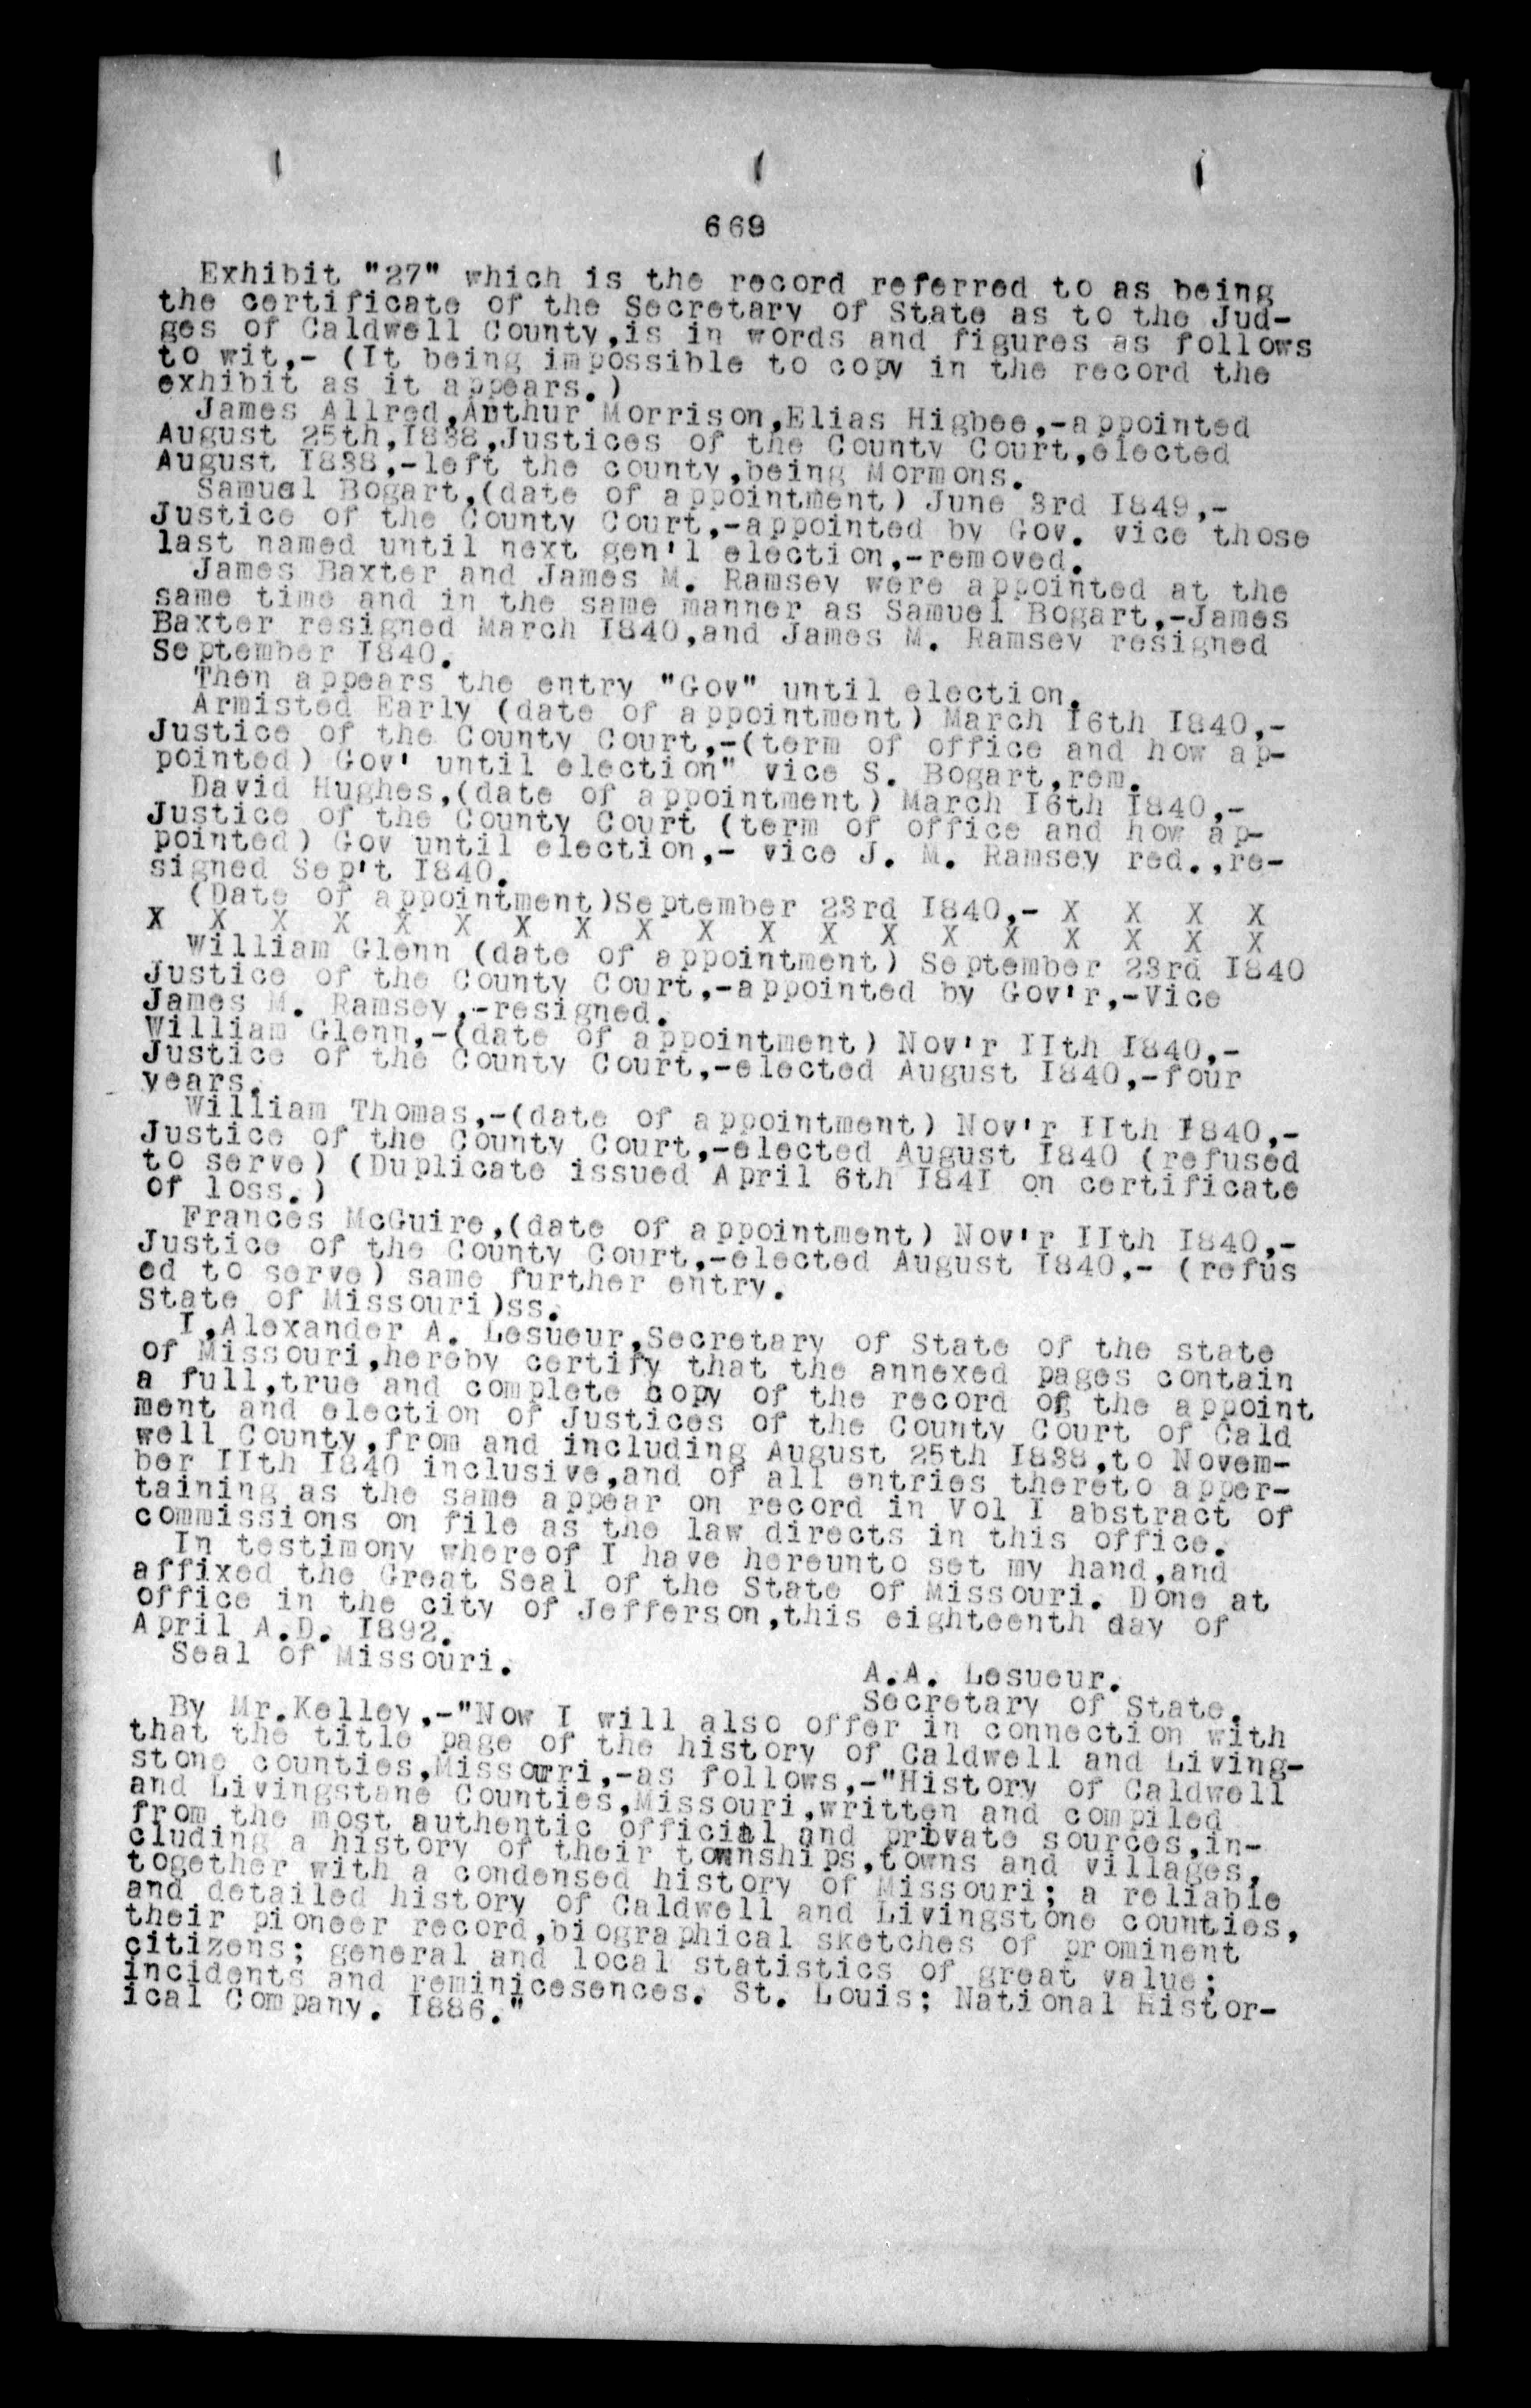 669
Exhibit "27" which is the record referred to as being
the certificate of the Secretary of State as to the Jud-
ges of Caldwell County,is in words and figures as follows
to wit,- (It being impossible to copy in the record the
exhibit as it appears.)
James Allred,Arthur Morrison,Elias Higbee,-appointed
August 25th,I838,Justices of the County Court,elected
August I838,-left the county,being Mormons.
Samual Bogart,(date of appointment) June 3rd I849,-
Justice of the County Court,-appointed by Gov. vice those
last named until next gen'l election,-removed.
James Baxter and James M. Ramsey were appointed at the
same time and in the same manner as Samuel Bogart,-James
Baxter resigned March I840,and James M. Ramsey resigned
September I840.
Then appears the entry "Gov" until election.
Armisted Early (date of appointment) March I6th I840,-
Justice of the County Court,-(term of office and how ap-
pointed) Gov' until election" vice S. Bogart,rem.
David Hughes,(date of appointment) March I6th I840,-
Justice of the County Court (term of office and how ap-
pointed) Gov until election,- vice J. M. Ramsey red.,re-
signed Sep't I840.
(Date of appointment)September 23rd I840,- X X X X
X X X X X X X X X X X X X X X X X X X
William Glenn (date of appointment) September 23rd I840
Justice of the County Court,-appointed by Gov'r,-Vice
James M. Ramsey,-resigned.
William Glenn,-(date of appointment) Nov'r IIth I840,-
Justice of the County Court,-elected August I840,-four
years.
William Thomas,-(date of appointment) Nov'r IIth I840,-
Justice of the County Court,-elected August I840 (refused
to serve) (Duplicate issued April 6th I84I on certificate
of loss.)
Frances McGuire,(date of appointment) Nov'r IIth I840,-
Justice of the County Court,-elected August I840,- (refus
ed to serve) same further entry.
State of Missouri)ss.
I,Alexander A. Lesueur,Secretary of State of the state
of Missouri,hereby certify that the annexed pages contain
a full,true and complete copy of the record of the appoint
ment and election of Justices of the County Court of Cald
well County,from and including August 25th I838,to Novem-
ber IIth I840 inclusive,and of all entries thereto apper-
taining as the same appear on record in Vol I abstract of
commissions on file as the law directs in this office.
In testimony whereof I have hereunto set my hand,and
affixed the Great Seal of the State of Missouri. Done at
office in the city of Jefferson,this eighteenth day of
April A.D. I892.
Seal of Missouri.
A.A. Lesueur.
Secretary of State.
By Mr.Kelley,-"Now I will also offer in connection with
that the title page of the history of Caldwell and Living-
stone counties,Missourri,-as follows,-"History of Caldwell
and Livingstane Counties,Missouri,written and compiled
from the most authentic official and private sources,in-
cluding a history of their townships,towns and villages,
together with a condensed history of Missouri; a reliable
and detailed history of Caldwell and Livingstone counties,
their pioneer record,biographical sketches of prominent
citizens; general and local statistics of great value;
incidents and reminicesences. St. Louis; National Histor-
ical Company. I886."